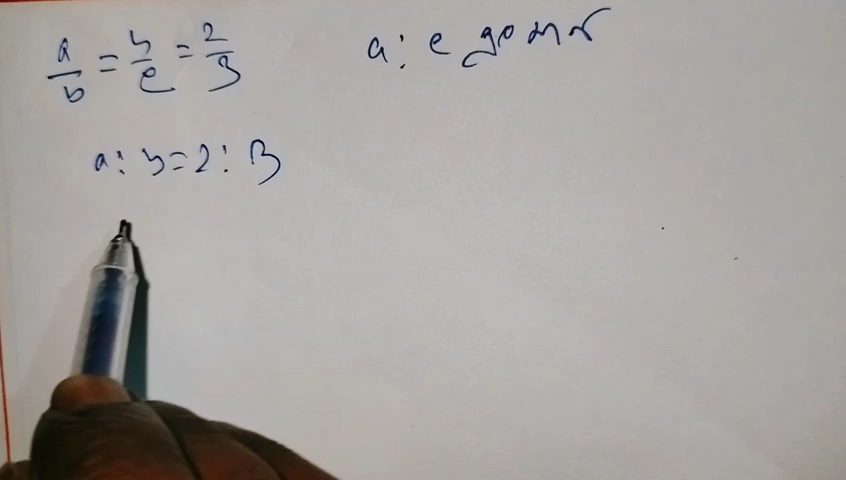 a/b = b/c = 2/3 a : c
a : b = 2 : 3